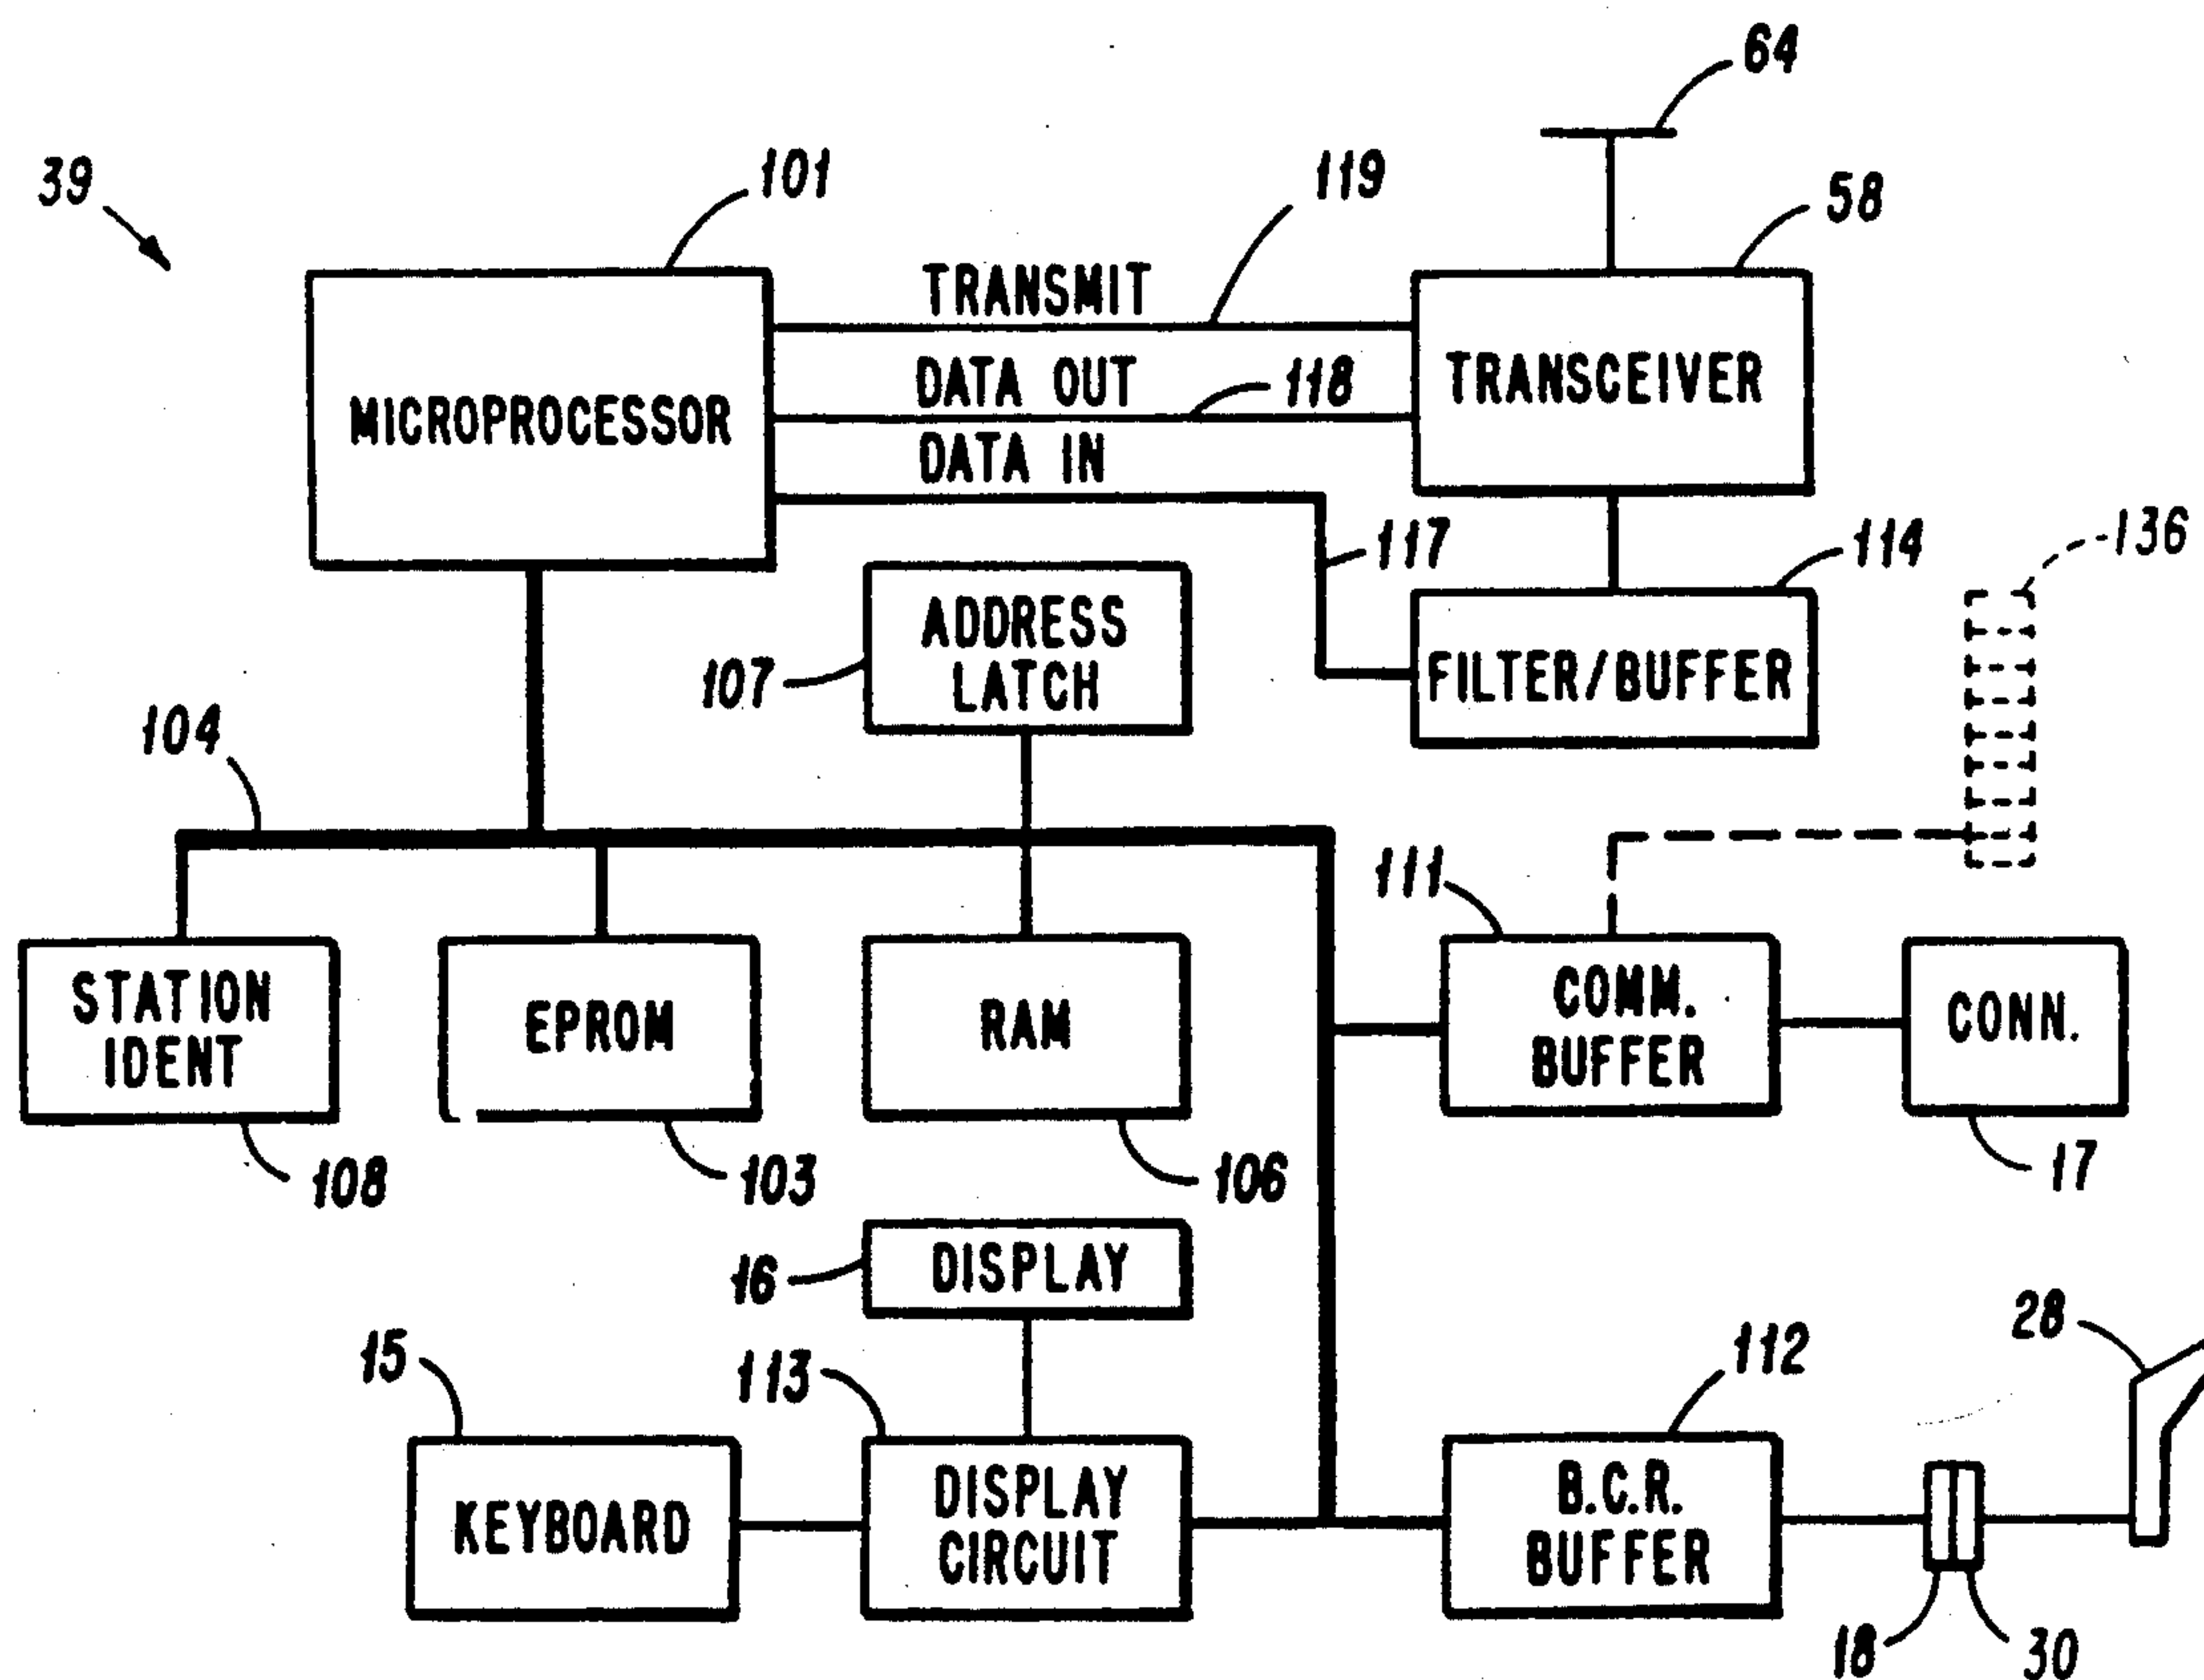 64
39
101
119
58
TRANSMIT
DATA OUT
118
MICROPROCESSOR
TRANSCEIVER
DATA IN
117
114
136
ADDRESS
LATCH
107
FILTER/BUFFER
104
111
STATION
IDENT
EPROM
RAM
COMM.
BUFFER
CONN.
108
103
106
17
16
DISPLAY
28
15
113
112
KEYBOARD
DISPLAY
CIRCUIT
B.C.R.
BUFFER
18
30